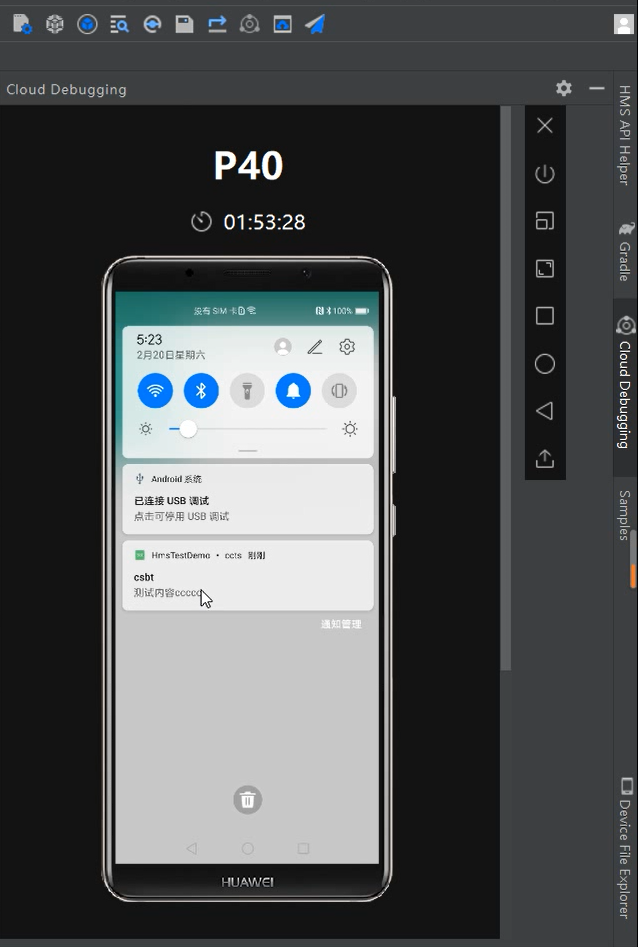 Cloud Debugging
P40
01:53:28
没有 SIM 卡
100%
5:23
2月20日星期六
Android 系统
已连接 USB 调试
点击可停用 USB 调试
HmsTestDemo • ccts 刚刚
csbt
测试内容ccccc
通知管理
HUAWEI
HMS API Helper
Gradle
Cloud Debugging
Samples
Device File Explorer